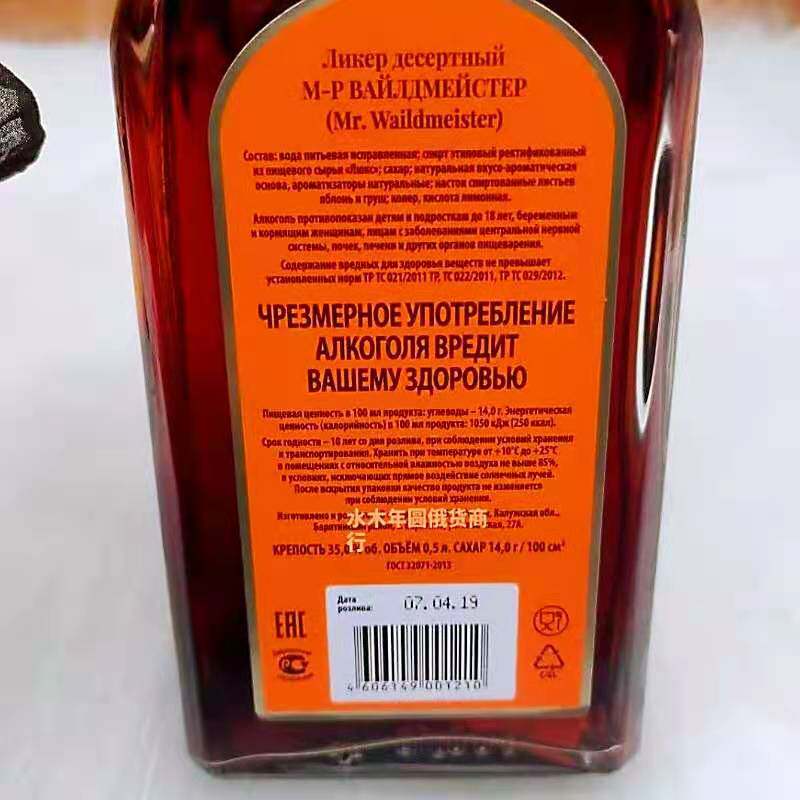 Ликер десертный
М-Р ВАЙЛДМЕЙСТЕР
(Mr. Waildmeister)
Состав: вода питьевая исправленная; спирт этиловый ректификованный
из пищевого сырья «Люкс»; сахар; натуральная вкусо-ароматическая
основа, ароматизаторы натуральные; настои спиртованные листьев
яблонь и груш; колер, кислота лимонная.
Алкоголь противопоказан детям и подросткам до 18 лет, беременным
и кормящим женщинам, лицам с заболеваниями центральной нервной
системы, почек, печени и других органов пищеварения.
Содержание вредных для здоровья веществ не превышает
установленных норм ТР ТС 021/2011 ТР, ТС 022/2011, ТР ТС 029/2012.
ЧРЕЗМЕРНОЕ УПОТРЕБЛЕНИЕ
АЛКОГОЛЯ ВРЕДИТ
ВАШЕМУ ЗДОРОВЬЮ
Пищевая ценность в 100 мл продукта: углеводы – 14,0 г. Энергетическая
ценность (калорийность) в 100 мл продукта: 1050 кДж (250 ккал).
Срок годности – 10 лет со дня розлива, при соблюдении условий хранения
и транспортирования. Хранить при температуре от +10°С до +25°С
в помещениях с относительной влажностью воздуха не выше 85%,
в условиях, исключающих прямое воздействие солнечных лучей.
После вскрытия упаковки качество продукта не изменяется
при соблюдении условий хранения.
Изготовлено и Калужская обл.,
27А.
水木年圆俄货商
行
КРЕПОСТЬ 35,0 % об. ОБЪЁМ 0,5 л. САХАР 14,0 г / 100 см³
ГОСТ 32071-2013
Дата
розлива: 07.04.19
ЕАС
4 606149 001210